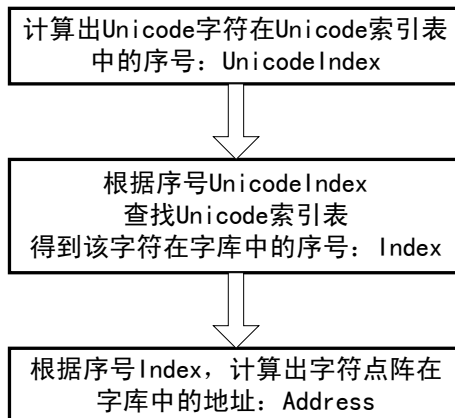 计算出Unicode字符在Unicode索引表
中的序号：UnicodeIndex
根据序号UnicodeIndex
查找Unicode索引表
得到该字符在字库中的序号：Index
根据序号Index，计算出字符点阵在
字库中的地址：Address